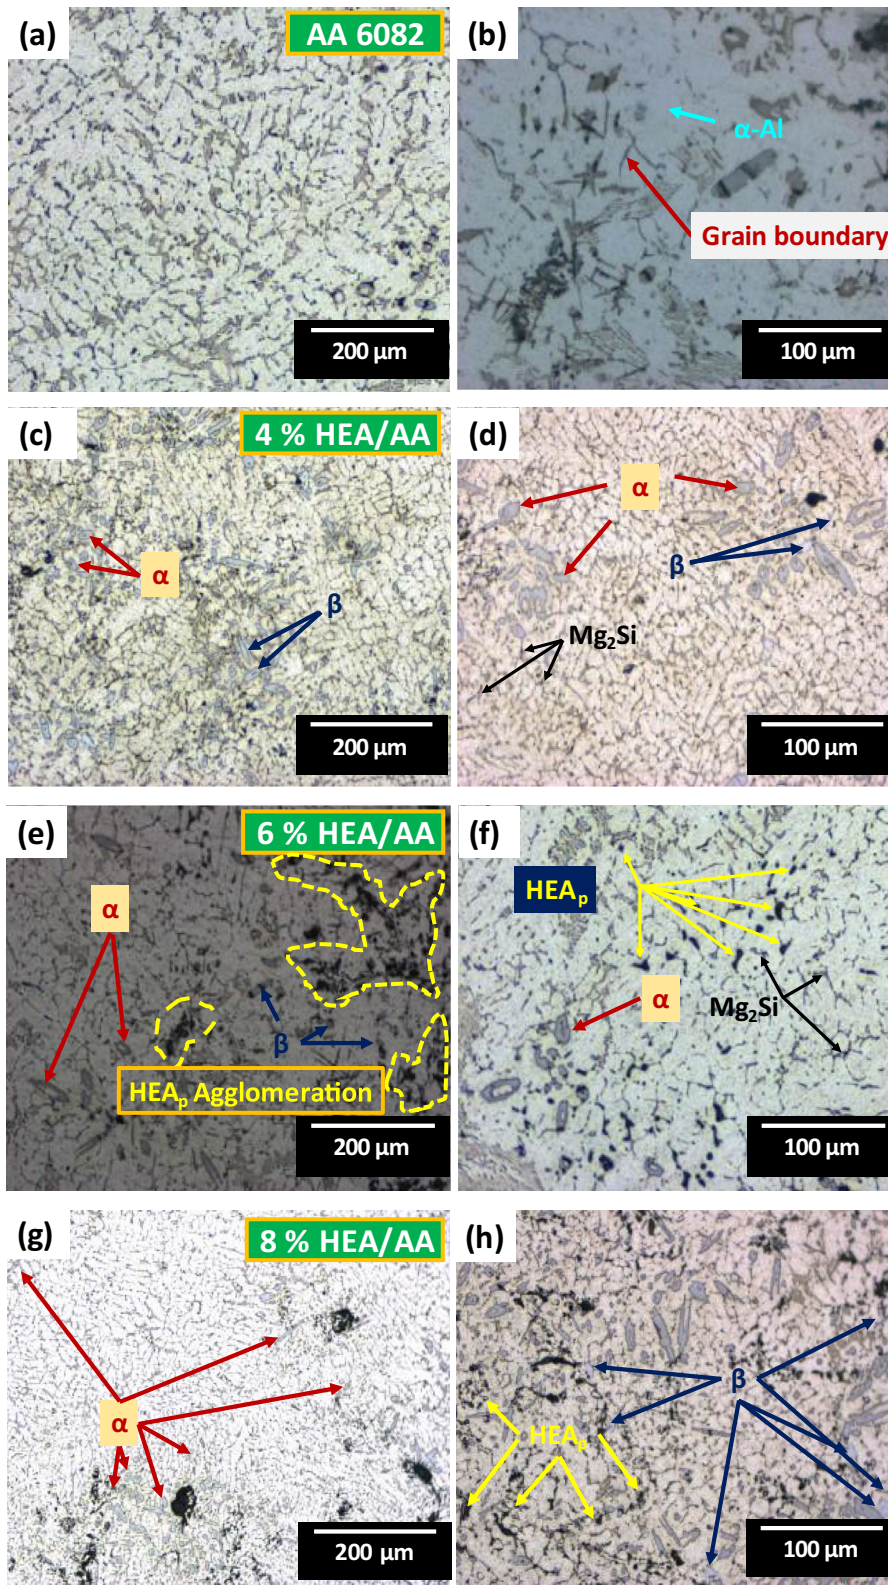 (a)
AA 6082
200 µm
(b)
α-Al
Grain boundary
100 µm
(c)
4 % HEA/AA
α
β
200 µm
(d)
α
β
Mg₂Si
100 µm
(e)
6 % HEA/AA
α
β
HEAₚ Agglomeration
200 µm
(f)
HEAₚ
α
Mg₂Si
100 µm
(g)
8 % HEA/AA
α
200 µm
(h)
β
HEAₚ
100 µm